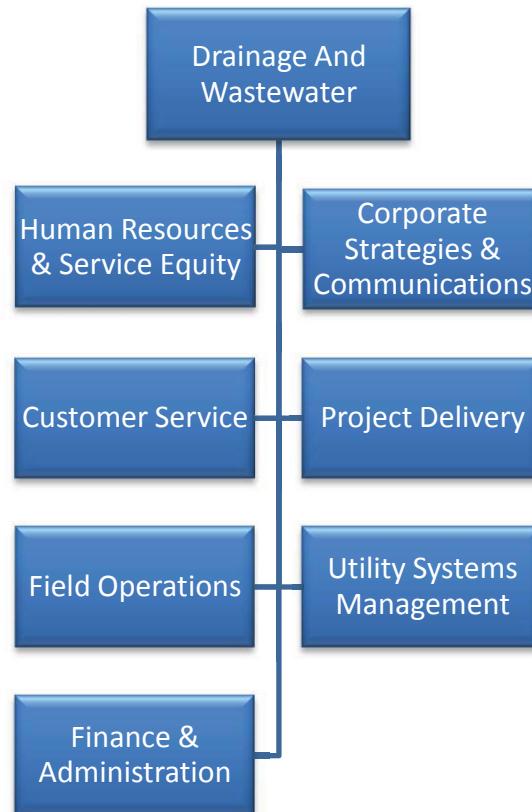 Drainage And
Wastewater
Human Resources
& Service Equity
Corporate
Strategies &
Communications
Customer Service
Project Delivery
Field Operations
Utility Systems
Management
Finance &
Administration